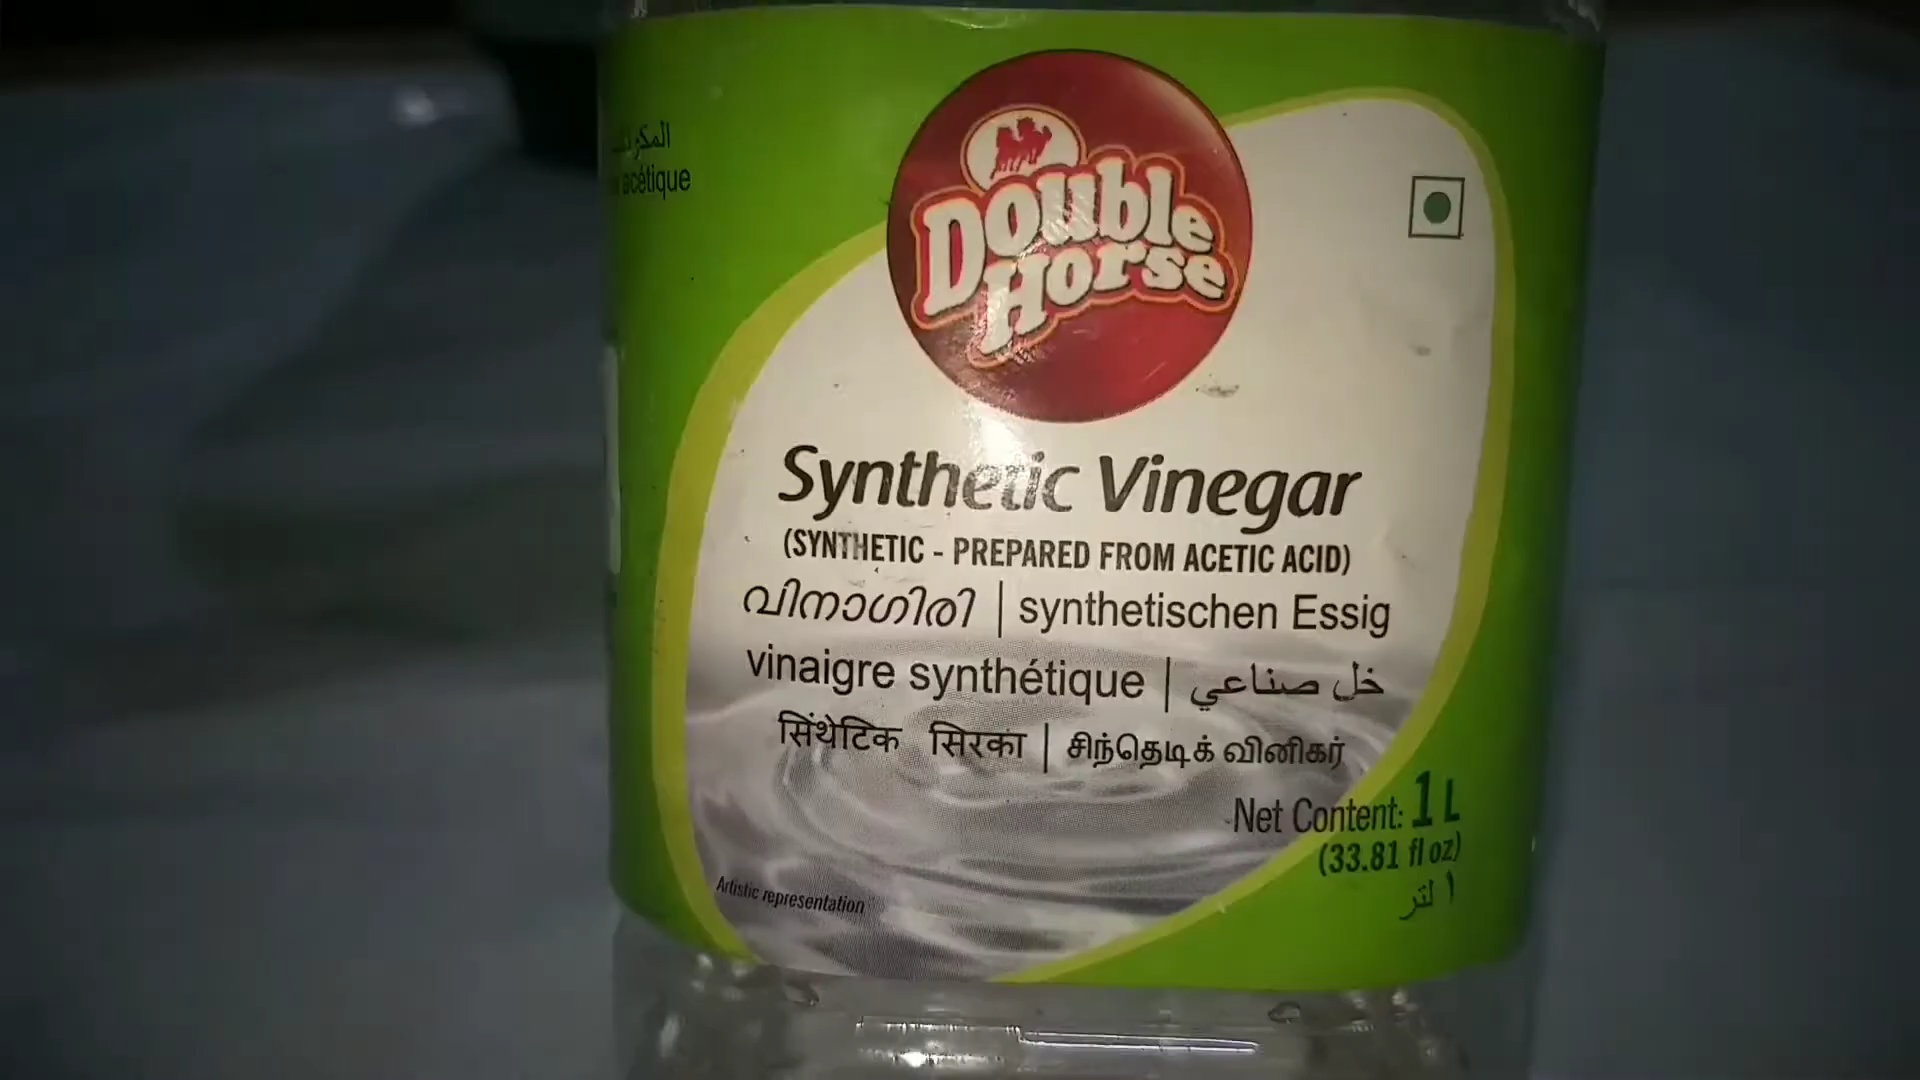 acétique
Double
Horse
Synthetic Vinegar
(SYNTHETIC - PREPARED FROM ACETIC ACID)
വിനാഗിരി | synthetischen Essig
vinaigre synthétique | خل صناعي
सिंथेटिक सिरका | சிந்தெடிக் வினிகர்
Net Content: 1 L
(33.81 fl oz)
١ لتر
Artistic representation